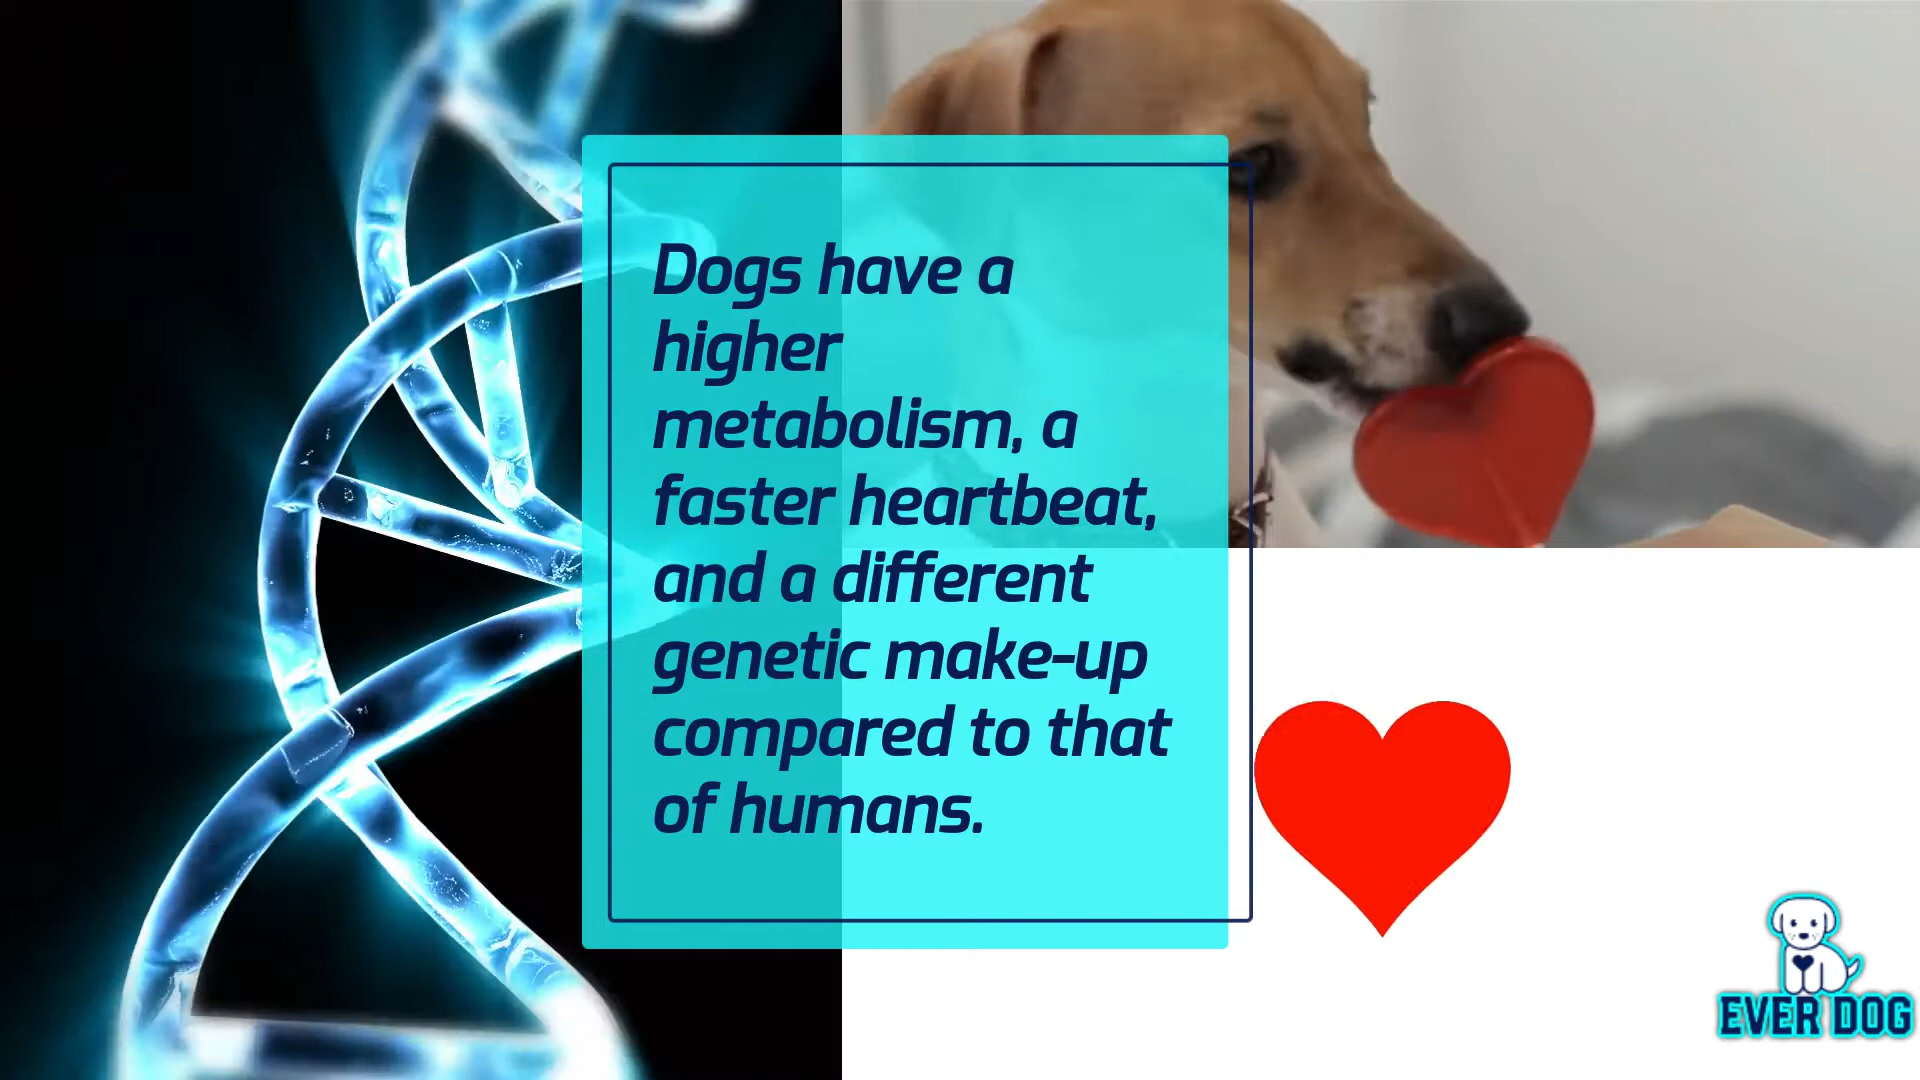 Dogs have a
higher
metabolism, a
faster heartbeat,
and a different
genetic make-up
compared to that
of humans.
EVER DOG